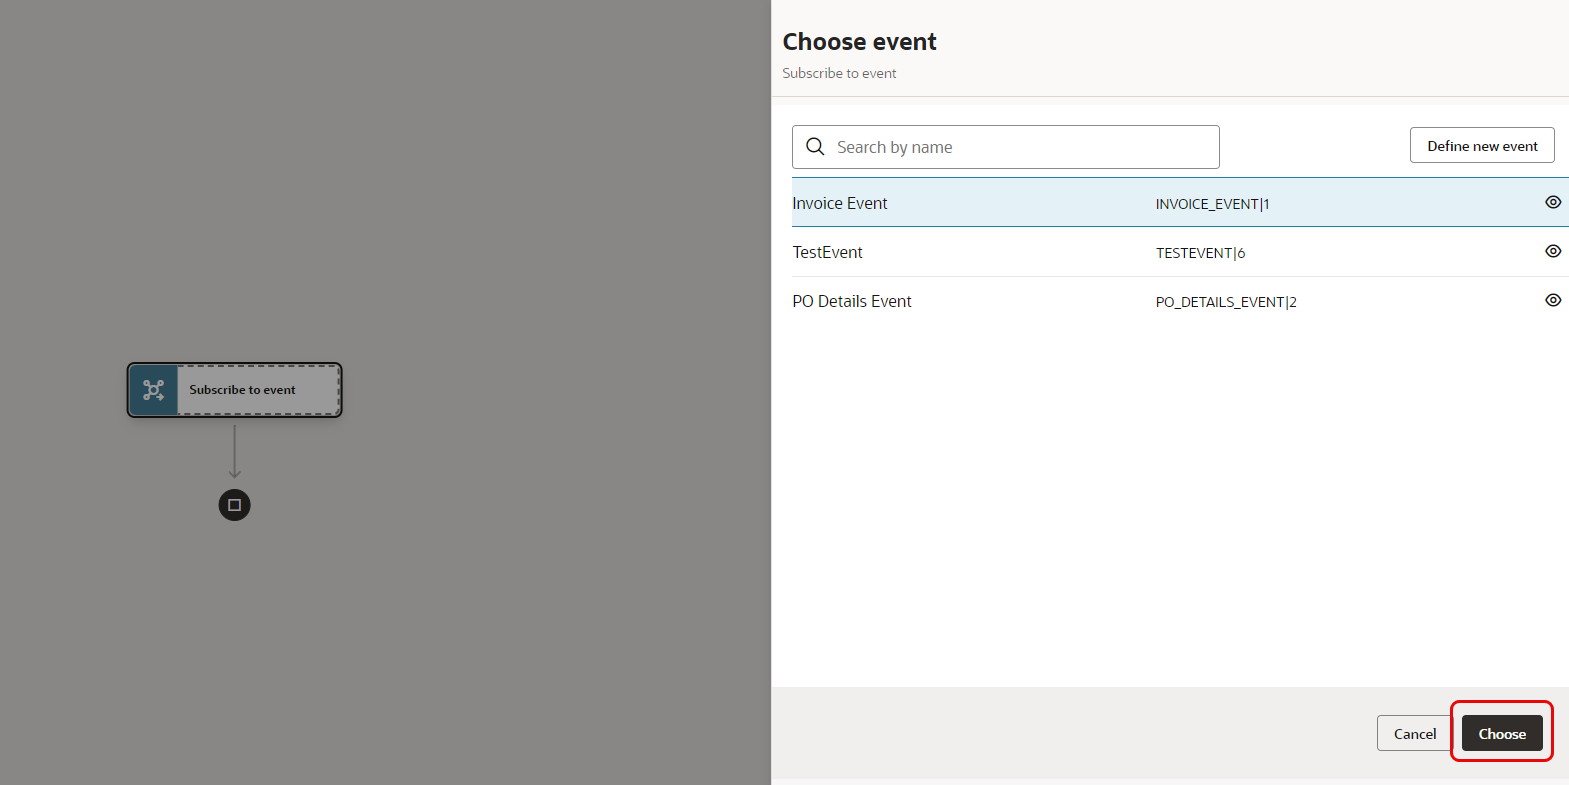 Choose event
Subscribe to event
Search by name
Define new event
Invoice Event INVOICE_EVENT|1
TestEvent TESTEVENT|6
PO Details Event PO_DETAILS_EVENT|2
Subscribe to event
Cancel Choose